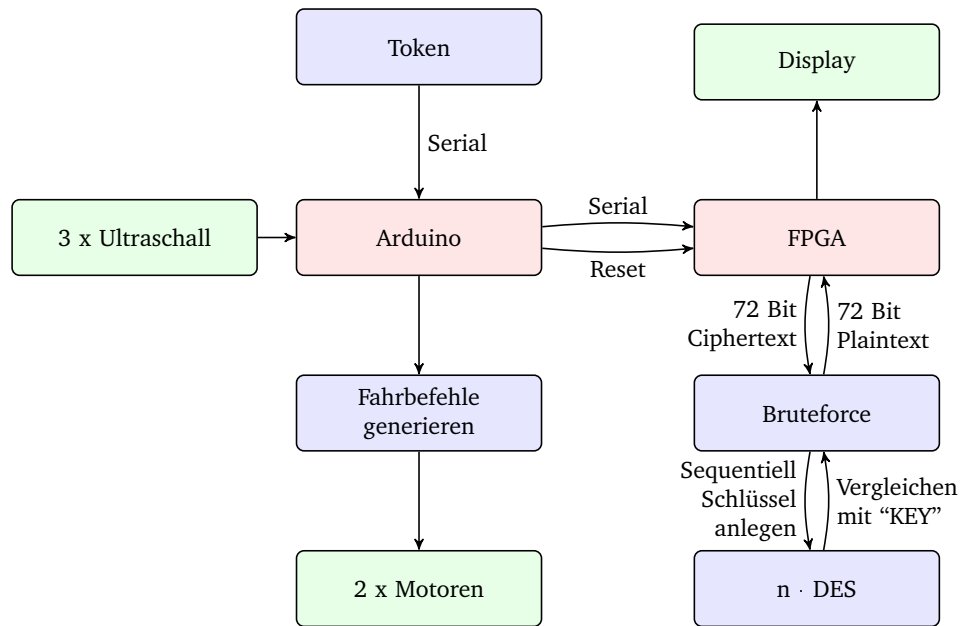 Token
Display
Serial
3 x Ultraschall
Arduino
Serial
Reset
FPGA
72 Bit
Ciphertext
72 Bit
Plaintext
Fahrbefehle
generieren
Bruteforce
Sequentiell
Schlüssel
anlegen
Vergleichen
mit “KEY”
2 x Motoren
n · DES